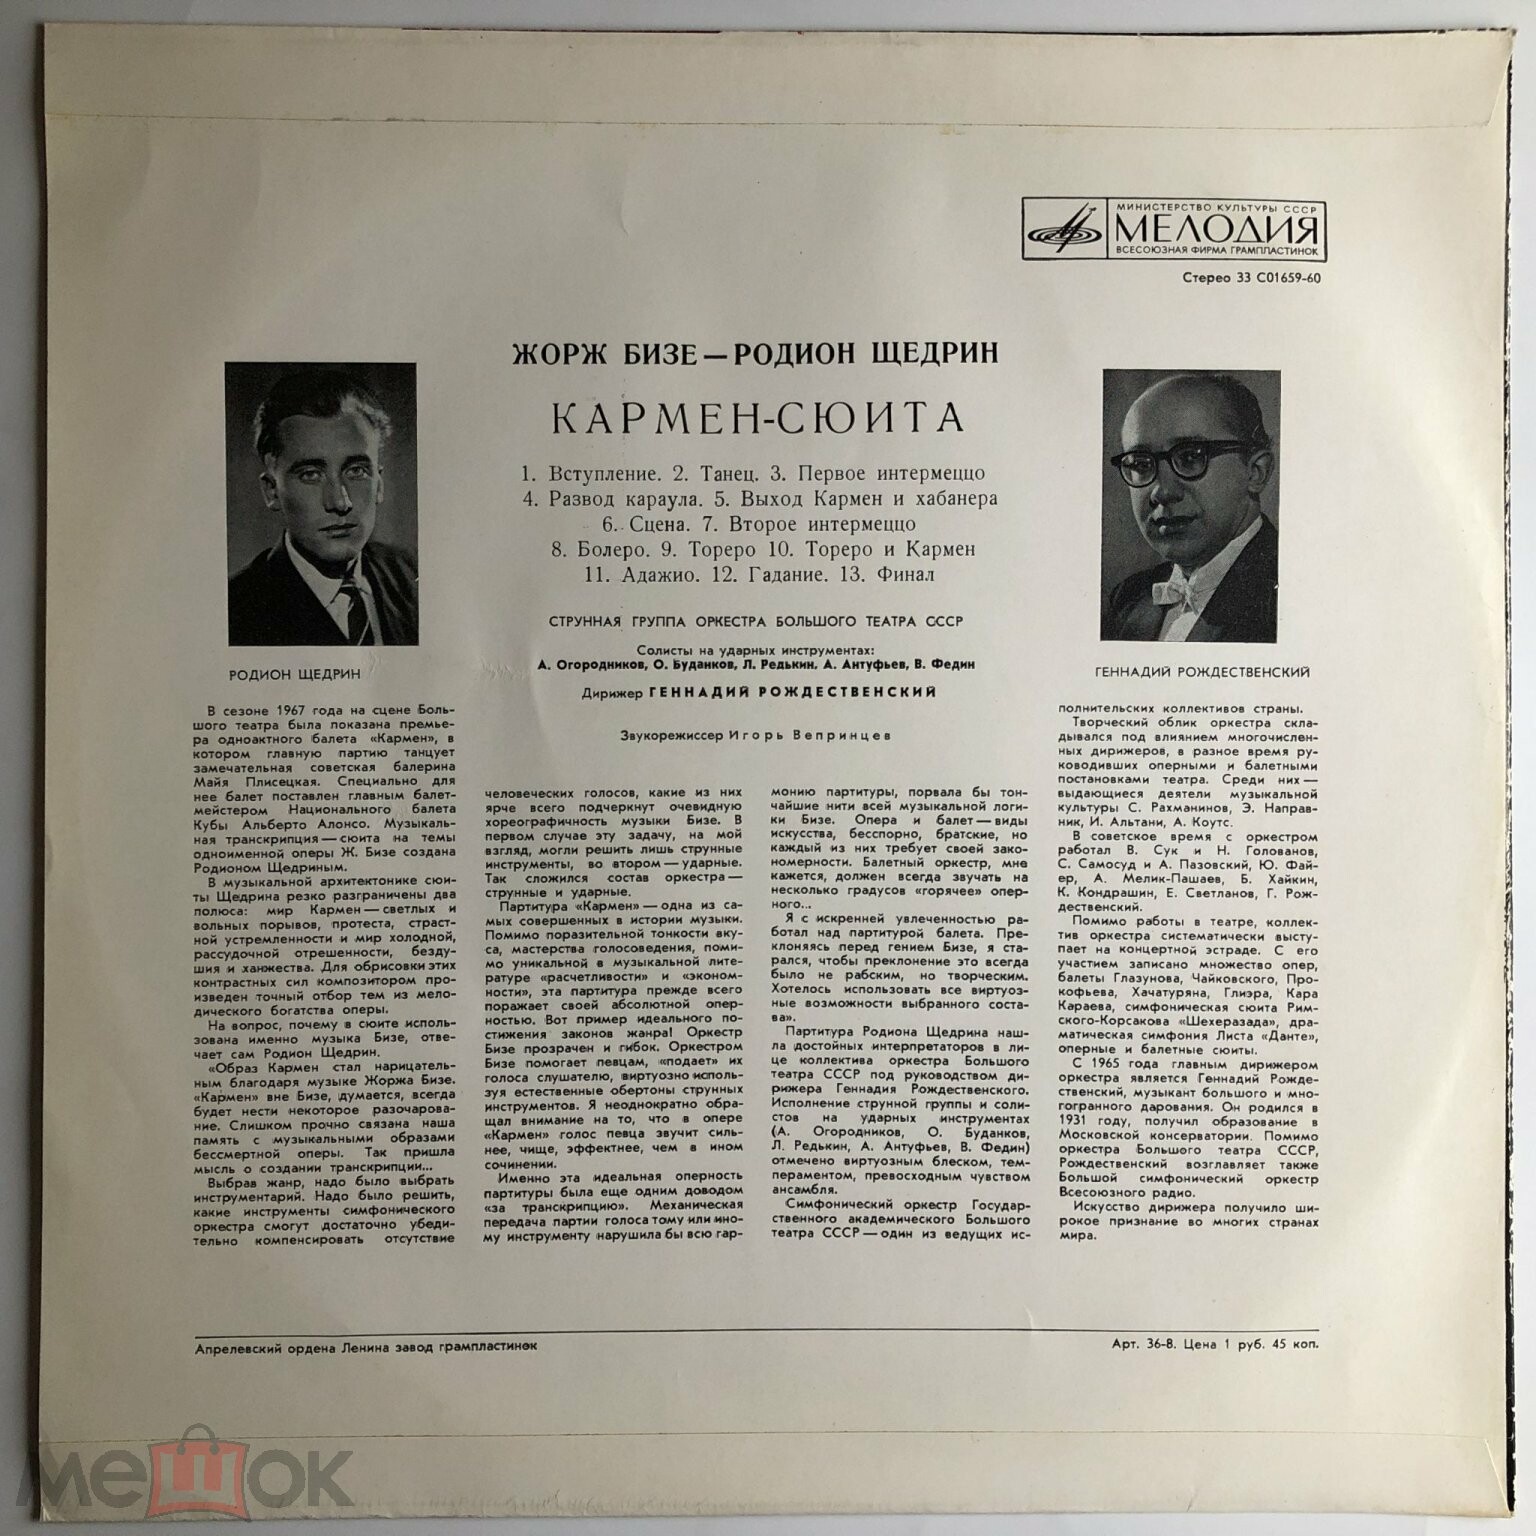 МИНИСТЕРСТВО КУЛЬТУРЫ СССР
МЕЛОДИЯ
ВСЕСОЮЗНАЯ ФИРМА ГРАМПЛАСТИНОК
Стерео 33 С01659-60
ЖОРЖ БИЗЕ — РОДИОН ЩЕДРИН
КАРМЕН-СЮИТА
1. Вступление. 2. Танец. 3. Первое интермеццо
4. Развод караула. 5. Выход Кармен и хабанера
6. Сцена. 7. Второе интермеццо
8. Болеро. 9. Тореро 10. Тореро и Кармен
11. Адажио. 12. Гадание. 13. Финал
СТРУННАЯ ГРУППА ОРКЕСТРА БОЛЬШОГО ТЕАТРА СССР
Солисты на ударных инструментах:
А. Огородников, О. Буданков, Л. Редькин, А. Антуфьев, В. Федин
Дирижер ГЕННАДИЙ РОЖДЕСТВЕНСКИЙ
Звукорежиссер Игорь Вепринцев
РОДИОН ЩЕДРИН
В сезоне 1967 года на сцене Боль-
шого театра была показана премье-
ра одноактного балета «Кармен», в
котором главную партию танцует
замечательная советская балерина
Майя Плисецкая. Специально для
нее балет поставлен главным балет-
мейстером Национального балета
Кубы Альберто Алонсо. Музыкаль-
ная транскрипция — сюита на темы
одноименной оперы Ж. Бизе создана
Родионом Щедриным.
В музыкальной архитектонике сюи-
ты Щедрина резко разграничены два
полюса: мир Кармен — светлых и
вольных порывов, протеста, страст-
ной устремленности и мир холодной,
рассудочной отрешенности, безду-
шия и ханжества. Для обрисовки этих
контрастных сил композитором про-
изведен точный отбор тем из мело-
дического богатства оперы.
На вопрос, почему в сюите исполь-
зована именно музыка Бизе, отве-
чает сам Родион Щедрин.
«Образ Кармен стал нарицатель-
ным благодаря музыке Жоржа Бизе.
«Кармен» вне Бизе, думается, всегда
будет нести некоторое разочарова-
ние. Слишком прочно связана наша
память с музыкальными образами
бессмертной оперы. Так пришла
мысль о создании транскрипции...
Выбрав жанр, надо было выбрать
инструментарий. Надо было решить,
какие инструменты симфонического
оркестра смогут достаточно убеди-
тельно компенсировать отсутствие
человеческих голосов, какие из них
ярче всего подчеркнут очевидную
хореографичность музыки Бизе. В
первом случае эту задачу, на мой
взгляд, могли решить лишь струнные
инструменты, во втором — ударные.
Так сложился состав оркестра —
струнные и ударные.
Партитура «Кармен» — одна из са-
мых совершенных в истории музыки.
Помимо поразительной тонкости вку-
са, мастерства голосоведения, поми-
мо уникальной в музыкальной лите-
ратуре «расчетливости» и «эконом-
ности», эта партитура прежде всего
поражает своей абсолютной опер-
ностью. Вот пример идеального по-
стижения законов жанра! Оркестр
Бизе прозрачен и гибок. Оркестром
Бизе помогает певцам, «подает» их
голоса слушателю, виртуозно исполь-
зуя естественные обертоны струнных
инструментов. Я неоднократно обра-
щал внимание на то, что в опере
«Кармен» голос певца звучит силь-
нее, чище, эффектнее, чем в ином
сочинении.
Именно эта идеальная оперность
партитуры была еще одним доводом
«за транскрипцию». Механическая
передача партии голоса тому или ино-
му инструменту нарушила бы всю гар-
монию партитуры, порвала бы тон-
чайшие нити всей музыкальной логи-
ки Бизе. Опера и балет — виды
искусства, бесспорно, братские, но
каждый из них требует своей зако-
номерности. Балетный оркестр, мне
кажется, должен всегда звучать на
несколько градусов «горячее» опер-
ного...
Я с искренней увлеченностью ра-
ботал над партитурой балета. Пре-
клоняясь перед гением Бизе, я ста-
рался, чтобы преклонение это всегда
было не рабским, но творческим.
Хотелось использовать все виртуоз-
ные возможности выбранного соста-
ва».
Партитура Родиона Щедрина наш-
ла достойных интерпретаторов в ли-
це коллектива оркестра Большого
театра СССР под руководством ди-
рижера Геннадия Рождественского.
Исполнение струнной группы и соли-
стов на ударных инструментах
(А. Огородников, О. Буданков,
Л. Редькин, А. Антуфьев, В. Федин)
отмечено виртуозным блеском, тем-
пераментом, превосходным чувством
ансамбля.
Симфонический оркестр Государ-
ственного академического Большого
театра СССР — один из ведущих ис-
ГЕННАДИЙ РОЖДЕСТВЕНСКИЙ
полнительских коллективов страны.
Творческий облик оркестра скла-
дывался под влиянием многочислен-
ных дирижеров, в разное время ру-
ководивших оперными и балетными
постановками театра. Среди них —
выдающиеся деятели музыкальной
культуры С. Рахманинов, Э. Направ-
ник, И. Альтани, А. Коутс.
В советское время с оркестром
работал В. Сук и Н. Голованов,
С. Самосуд и А. Пазовский, Ю. Фай-
ер, А. Мелик-Пашаев, Б. Хайкин,
К. Кондрашин, Е. Светланов, Г. Рож-
дественский.
Помимо работы в театре, коллек-
тив оркестра систематически высту-
пает на концертной эстраде. С его
участием записано множество опер,
балеты Глазунова, Чайковского, Про-
кофьева, Хачатуряна, Глиэра, Кара
Караева, симфоническая сюита Рим-
ского-Корсакова «Шехеразада», дра-
матическая симфония Листа «Данте»,
оперные и балетные сюиты.
С 1965 года главным дирижером
оркестра является Геннадий Рожде-
ственский, музыкант большого и мно-
гогранного дарования. Он родился в
1931 году, получил образование в
Московской консерватории. Помимо
оркестра Большого театра СССР,
Рождественский возглавляет также
Большой симфонический оркестр
Всесоюзного радио.
Искусство дирижера получило ши-
рокое признание во многих странах
мира.
Апрелевский ордена Ленина завод грампластинок
Арт. 36-8. Цена 1 руб. 45 коп.
мешок